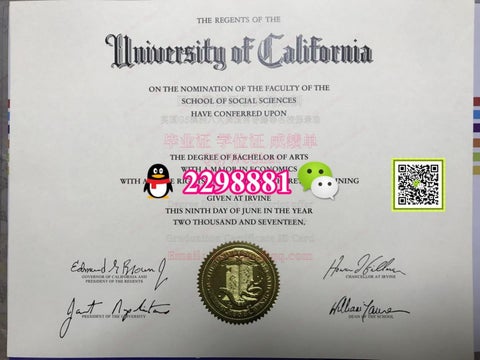 THE REGENTS OF THE
University of California
ON THE NOMINATION OF THE FACULTY OF THE
SCHOOL OF SOCIAL SCIENCES
HAVE CONFERRED UPON
毕业证 学位证 成绩单
THE DEGREE OF BACHELOR OF ARTS
WITH A MAJOR IN ECONOMICS
2298881
GIVEN AT IRVINE
THIS NINTH DAY OF JUNE IN THE YEAR
TWO THOUSAND AND SEVENTEEN.
GOVERNOR OF CALIFORNIA AND
PRESIDENT OF THE REGENTS
CHANCELLOR AT IRVINE
PRESIDENT OF THE UNIVERSITY
DEAN OF THE SCHOOL